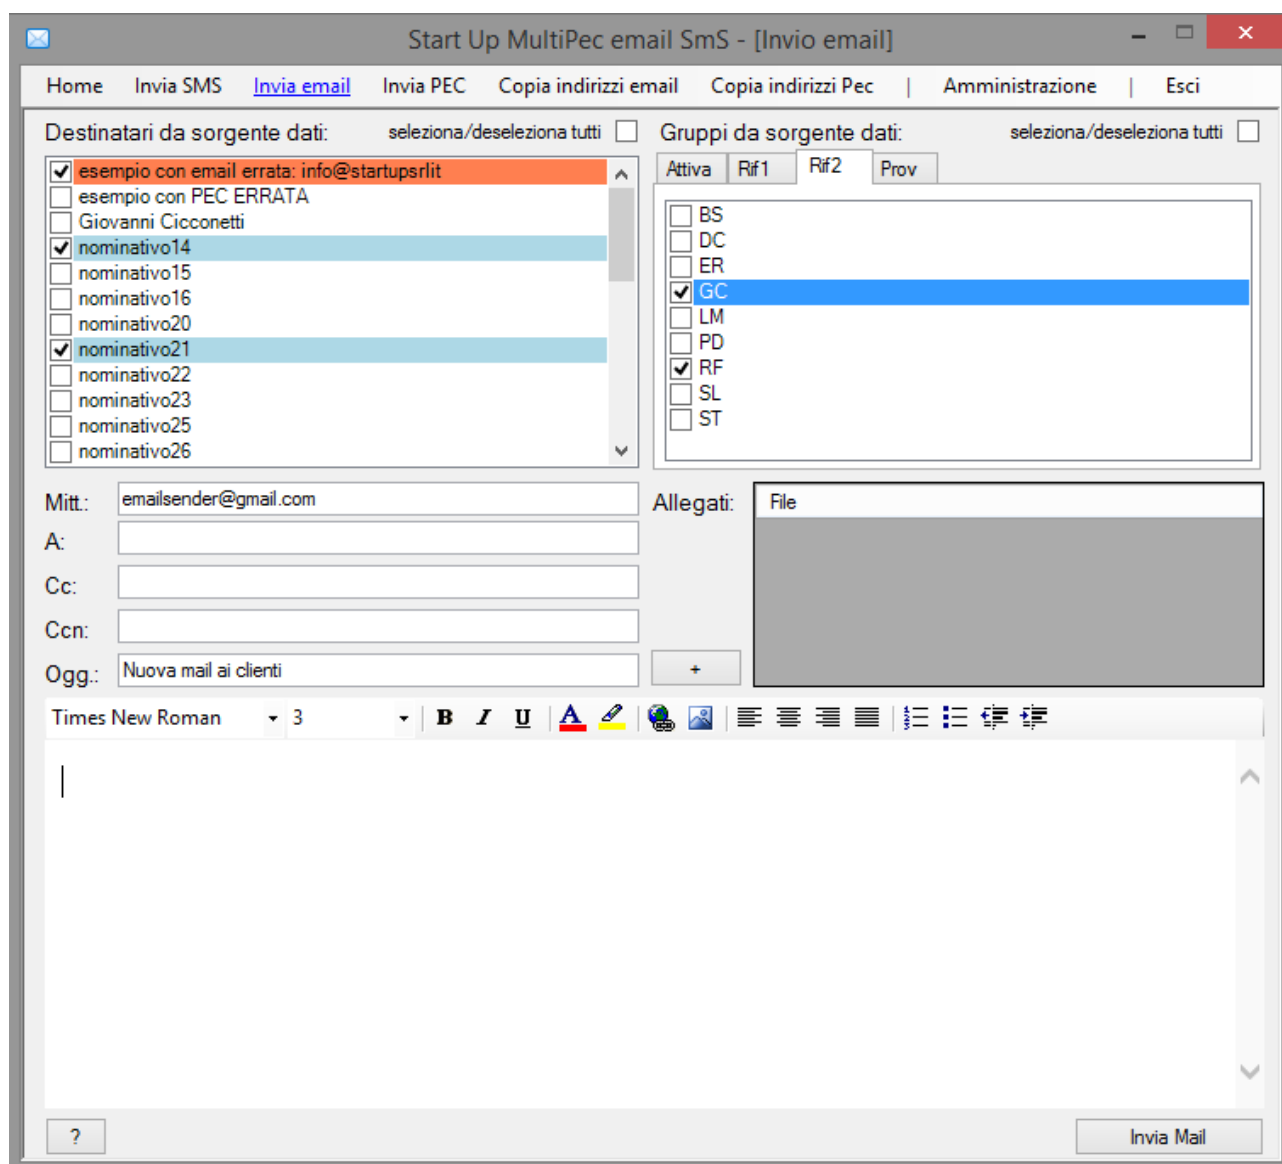 Start Up MultiPec email SmS - [Invio email]
Home Invia SMS Invia email Invia PEC Copia indirizzi email Copia indirizzi Pec | Amministrazione | Esci
Destinatari da sorgente dati: seleziona/deseleziona tutti
esempio con email errata: info@startupsrlit
esempio con PEC ERRATA
Giovanni Cicconetti
nominativo14
nominativo15
nominativo16
nominativo20
nominativo21
nominativo22
nominativo23
nominativo25
nominativo26
Gruppi da sorgente dati: seleziona/deseleziona tutti
Attiva Rif1 Rif2 Prov
BS
DC
ER
GC
LM
PD
RF
SL
ST
Mitt.: emailsender@gmail.com
A:
Cc:
Ccn:
Ogg.: Nuova mail ai clienti
Allegati: File
+
Times New Roman 3 B I U A
? Invia Mail